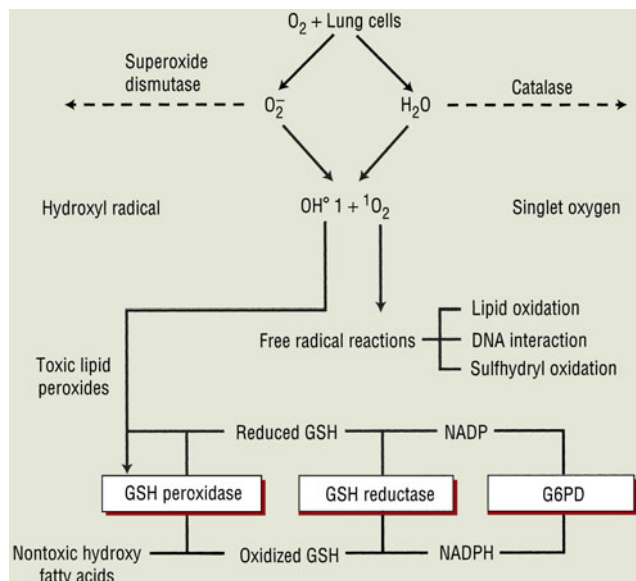 O₂ + Lung cells
Superoxide
dismutase
Catalase
O₂⁻
H₂O
Hydroxyl radical
OH° 1 + ¹O₂
Singlet oxygen
Lipid oxidation
Free radical reactions
DNA interaction
Sulfhydryl oxidation
Toxic lipid
peroxides
Reduced GSH
NADP
GSH peroxidase
GSH reductase
G6PD
Nontoxic hydroxy
fatty acids
Oxidized GSH
NADPH